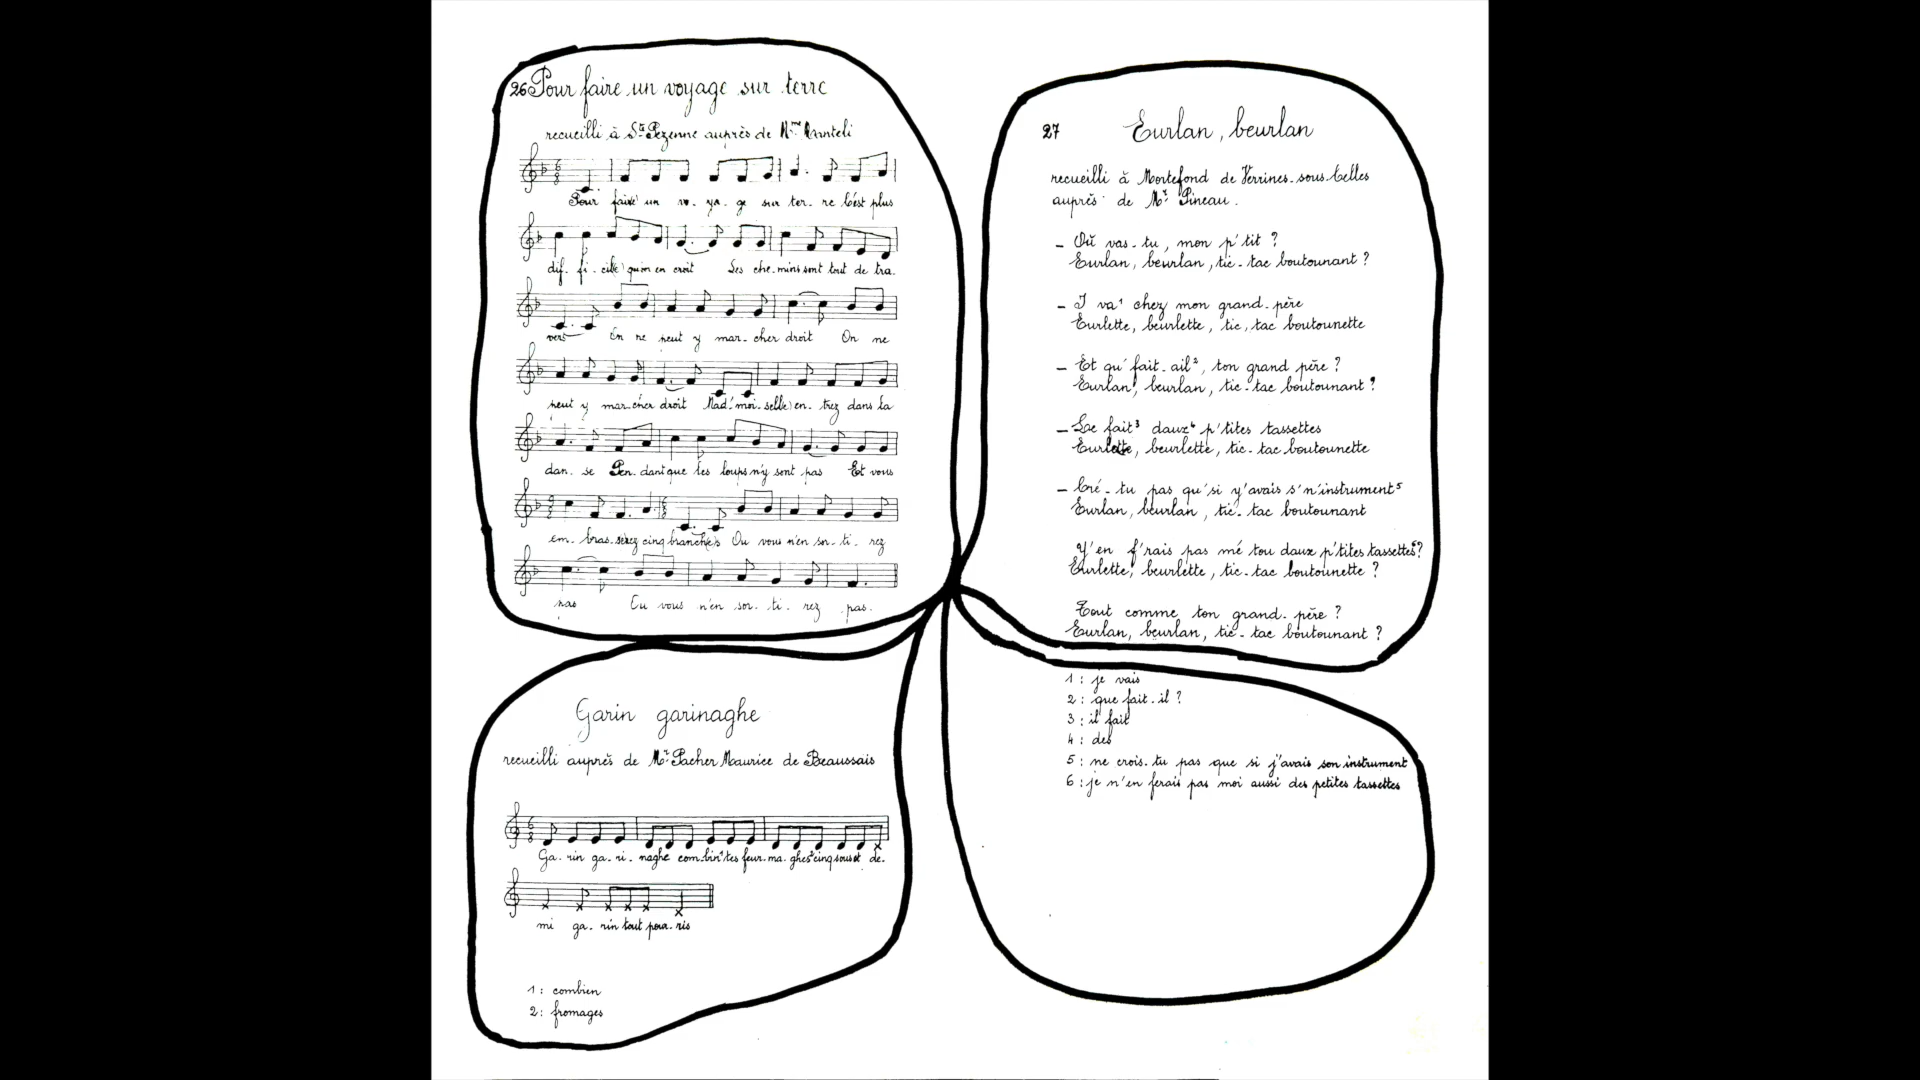 26 Pour faire un voyage sur terre
recueilli à Ste Pezenne auprès de Mme Manteli
Pour faire un vo. ya. ge sur ter. re C'est plus
dif. fi. cile qu'on en croit Les che. mins sont tout de tra.
vers On ne peut y mar. cher droit On ne
peut y mar. cher droit Mad'. moi. selle en. trez dans la
dan. se Pen. dant que les loups n'y sont pas Et vous
em. bras. serez cinq branches Ou vous n'en sor. ti. rez
pas Ou vous n'en sor. ti. rez pas.
27 Eurlan, beurlan
recueilli à Mortefond de Verrines-sous-Celles
auprès de Mr Pineau.
- Où vas-tu, mon p'tit ?
Eurlan, beurlan, tic-tac boutounant ?
- I va¹ chez mon grand-père
Eurlette, beurlette, tic, tac boutounette
- Et qu'fait-ail², ton grand père ?
Eurlan, beurlan, tic-tac boutounant ?
- Le fait³ daux⁴ p'tites tassettes
Eurlette, beurlette, tic-tac boutounette
- Cré-tu pas qu'si y'avais s'n'instrument⁵
Eurlan, beurlan, tic-tac boutounant
Y'en f'rais pas mé tou daux p'tites tassettes⁶?
Eurlette, beurlette, tic-tac boutounette ?
Tout comme ton grand-père ?
Eurlan, beurlan, tic-tac boutounant ?
1 : je vais
2 : que fait-il ?
3 : il fait
4 : des
5 : ne crois-tu pas que si j'avais son instrument
6 : je n'en ferais pas moi aussi des petites tassettes
Garin garinaghe
recueilli auprès de Mr Pacher Maurice de Beaussais
Ga. rin ga. ri. naghe com. bin¹ tes feur. ma. ghes² cinq sous et de.
mi ga. rin tout pour. ris
1 : combien
2 : fromages